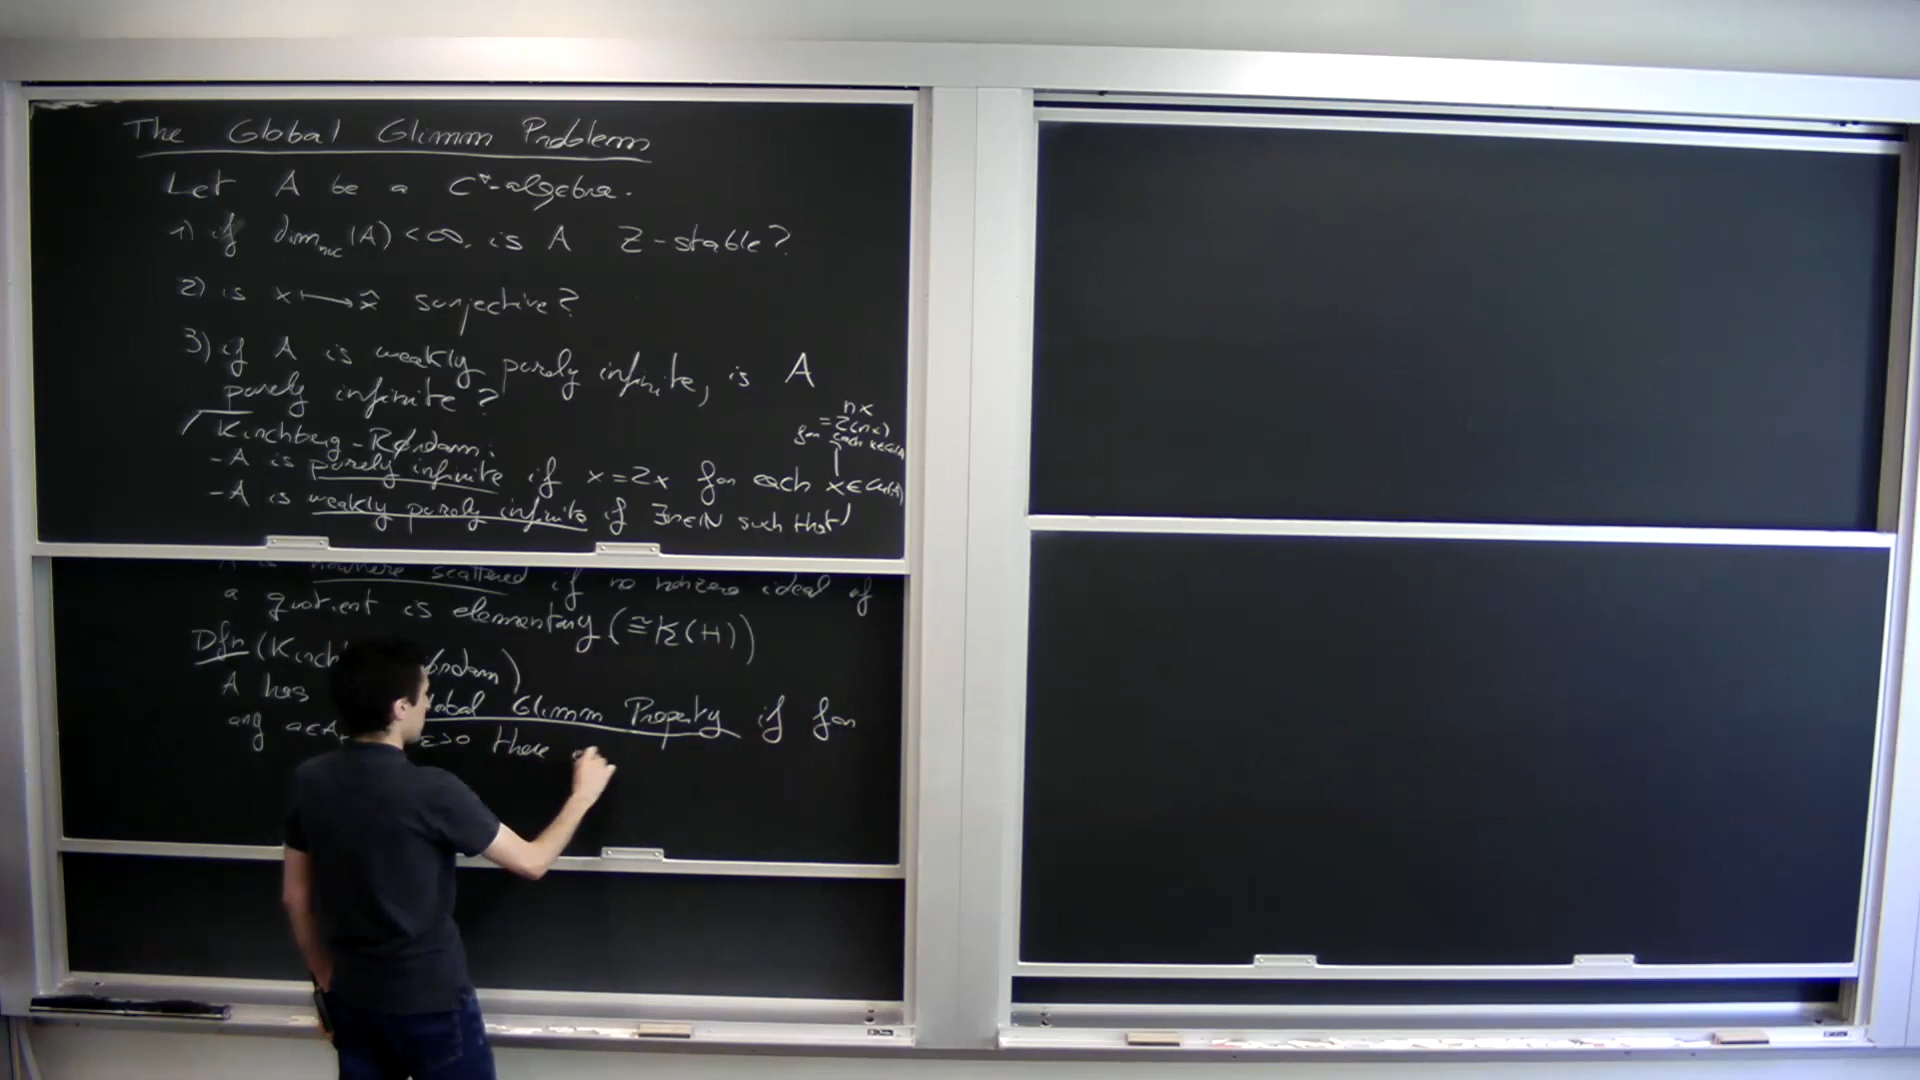 The Global Glimm Problem
Let A be a C*-algebra.
1) if dim_nuc(A) < ∞, is A Z-stable?
2) is x ↦ x̂ surjective?
3) if A is weakly purely infinite, is A
purely infinite?
Kirchberg-Rørdam:
- A is purely infinite if x=2x for each x∈Cu(A)
- A is weakly purely infinite if ∃n∈ℕ such that
nx
=2(nx)
for each x∈Cu(A)
A is nowhere scattered if no nonzero ideal of
a quotient is elementary (≅K(H))
Dfn (Kirch ørdam)
A has lobal Glimm Property if for
any a∈A₊ ε>0 there